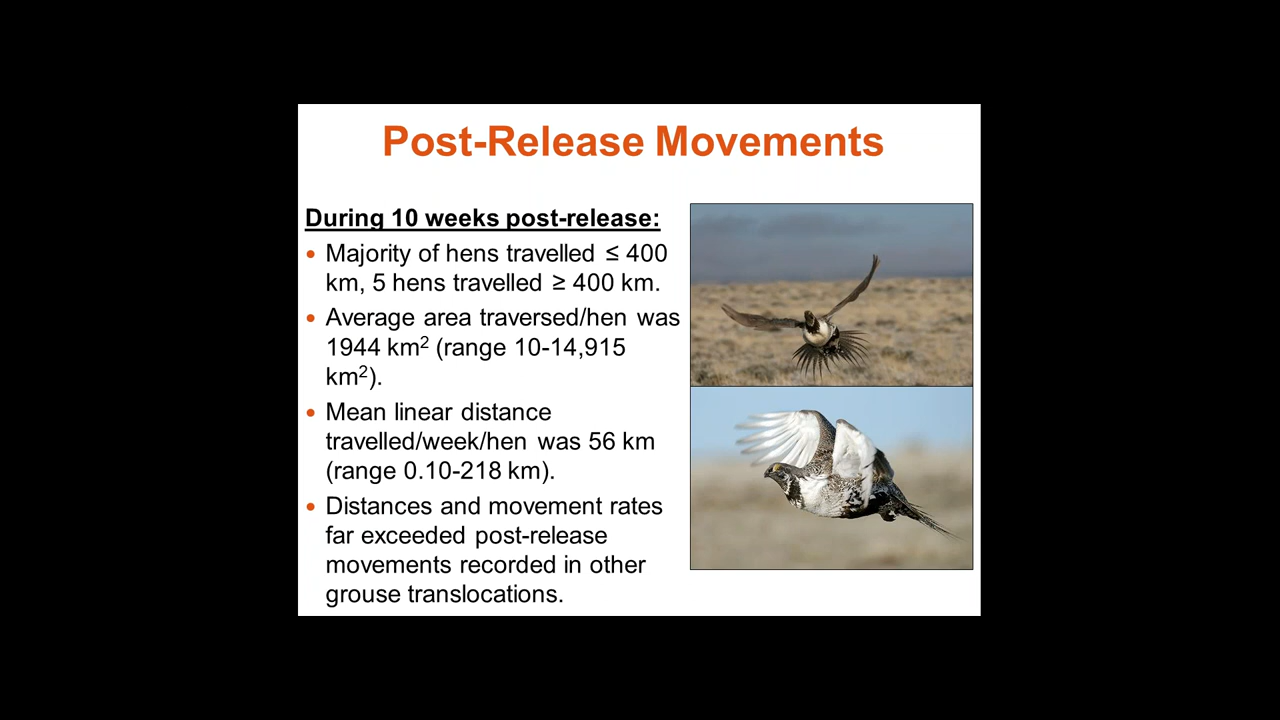 Post-Release Movements
During 10 weeks post-release:
• Majority of hens travelled ≤ 400
km, 5 hens travelled ≥ 400 km.
• Average area traversed/hen was
1944 km² (range 10-14,915
km²).
• Mean linear distance
travelled/week/hen was 56 km
(range 0.10-218 km).
• Distances and movement rates
far exceeded post-release
movements recorded in other
grouse translocations.